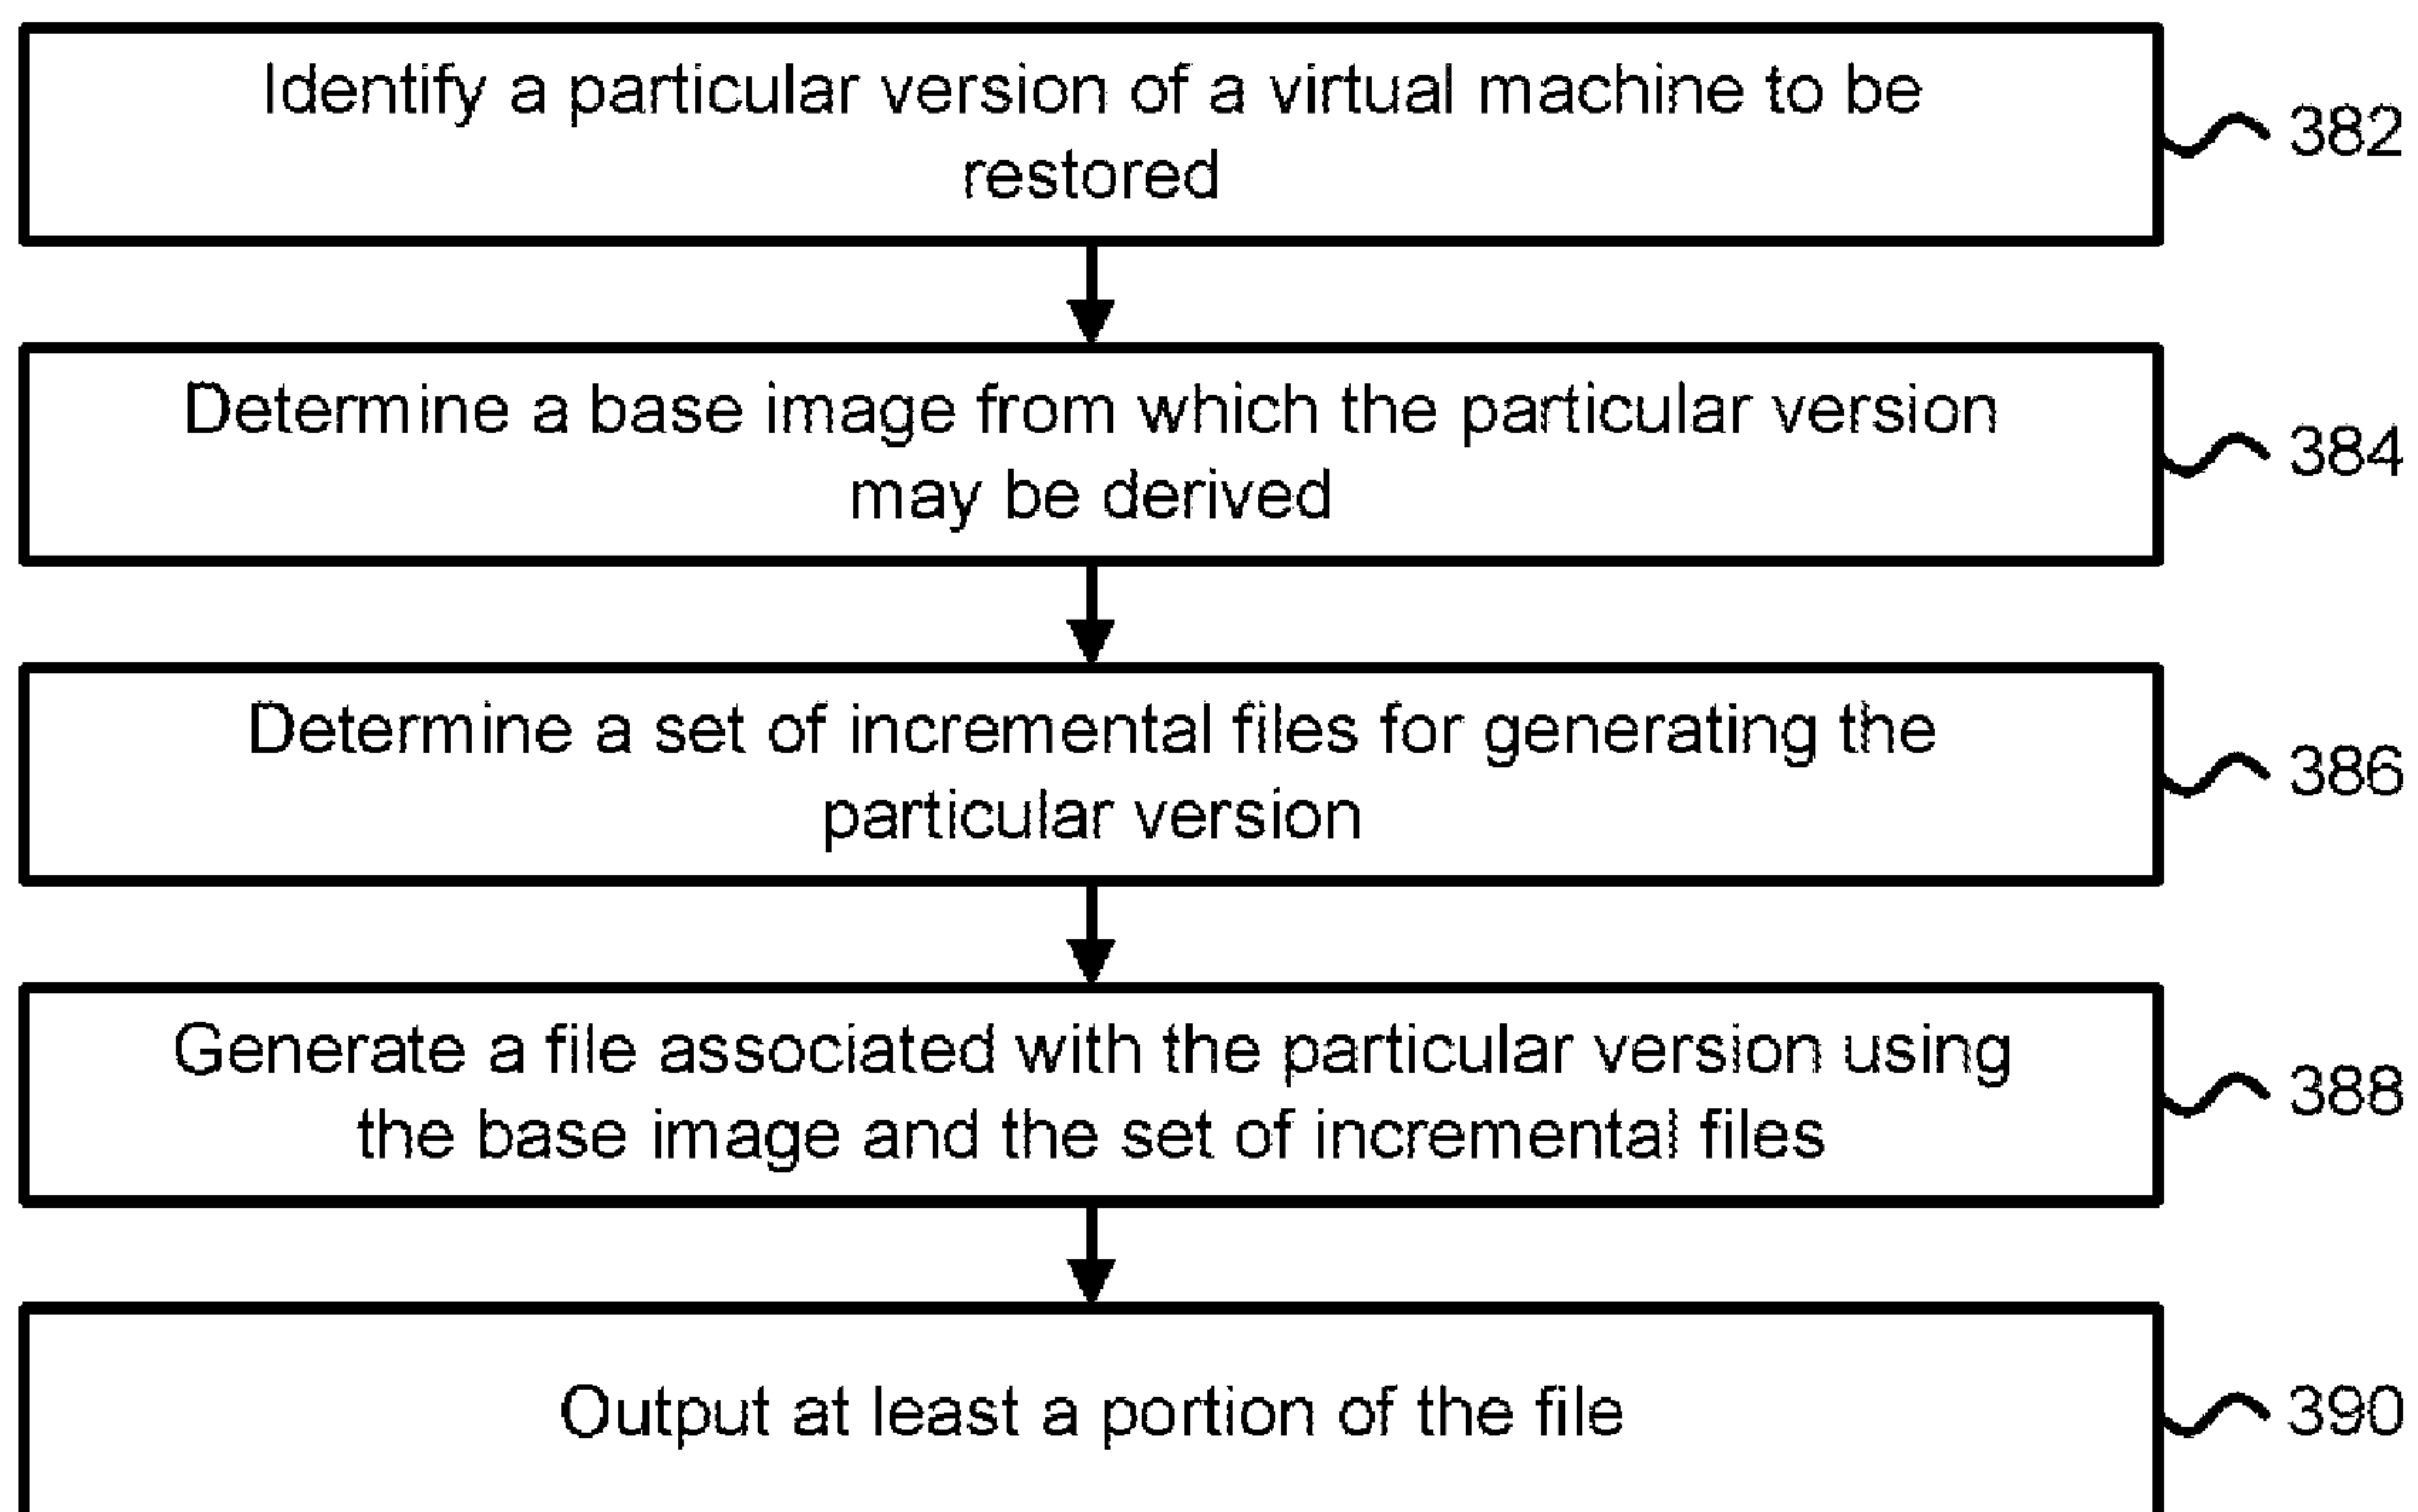 Identify a particular version of a virtual machine to be
restored
382
Determine a base image from which the particular version
may be derived
384
Determine a set of incremental files for generating the
particular version
386
Generate a file associated with the particular version using
the base image and the set of incremental files
388
Output at least a portion of the file
390